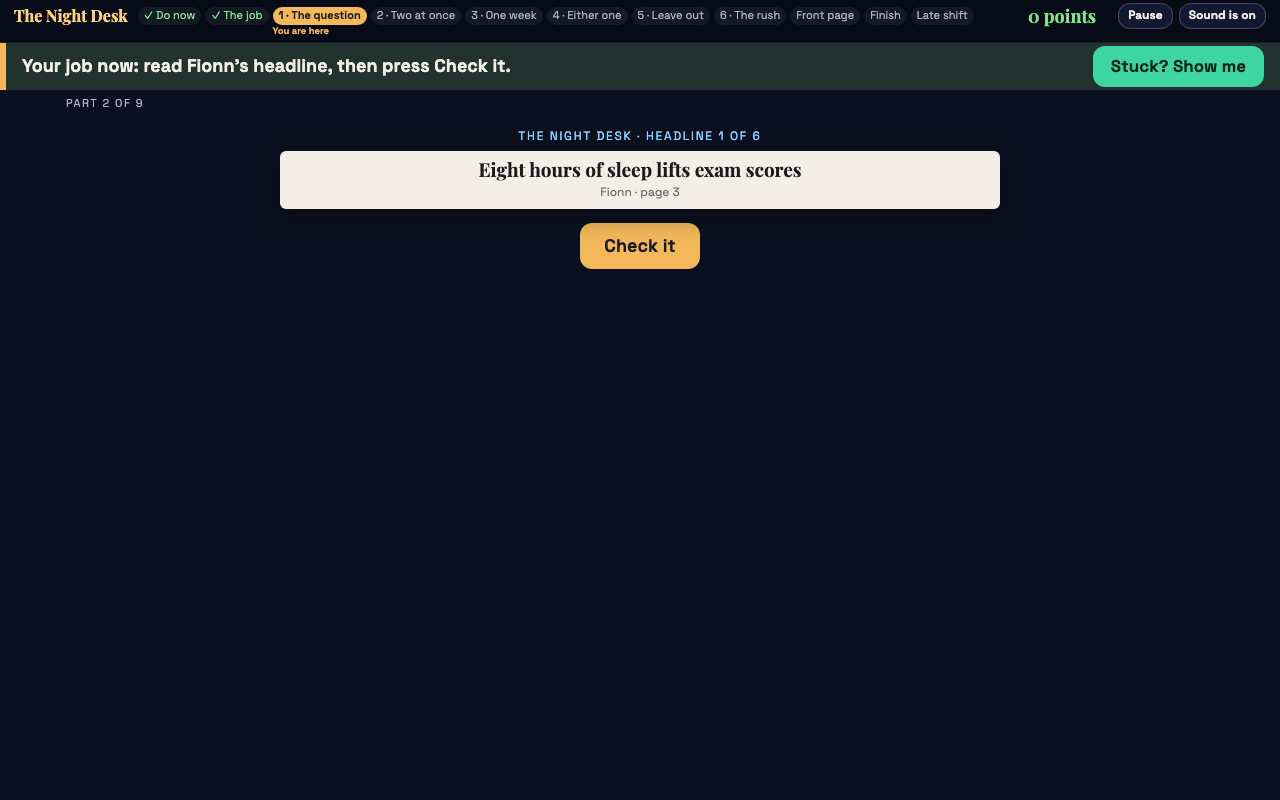 The Night Desk
✓ Do now
✓ The job
1 · The question
2 · Two at once
3 · One week
4 · Either one
5 · Leave out
6 · The rush
Front page
Finish
Late shift
0 points
Pause
Sound is on
You are here
Your job now: read Fionn's headline, then press Check it.
Stuck? Show me
PART 2 OF 9
THE NIGHT DESK · HEADLINE 1 OF 6
Eight hours of sleep lifts exam scores
Fionn · page 3
Check it